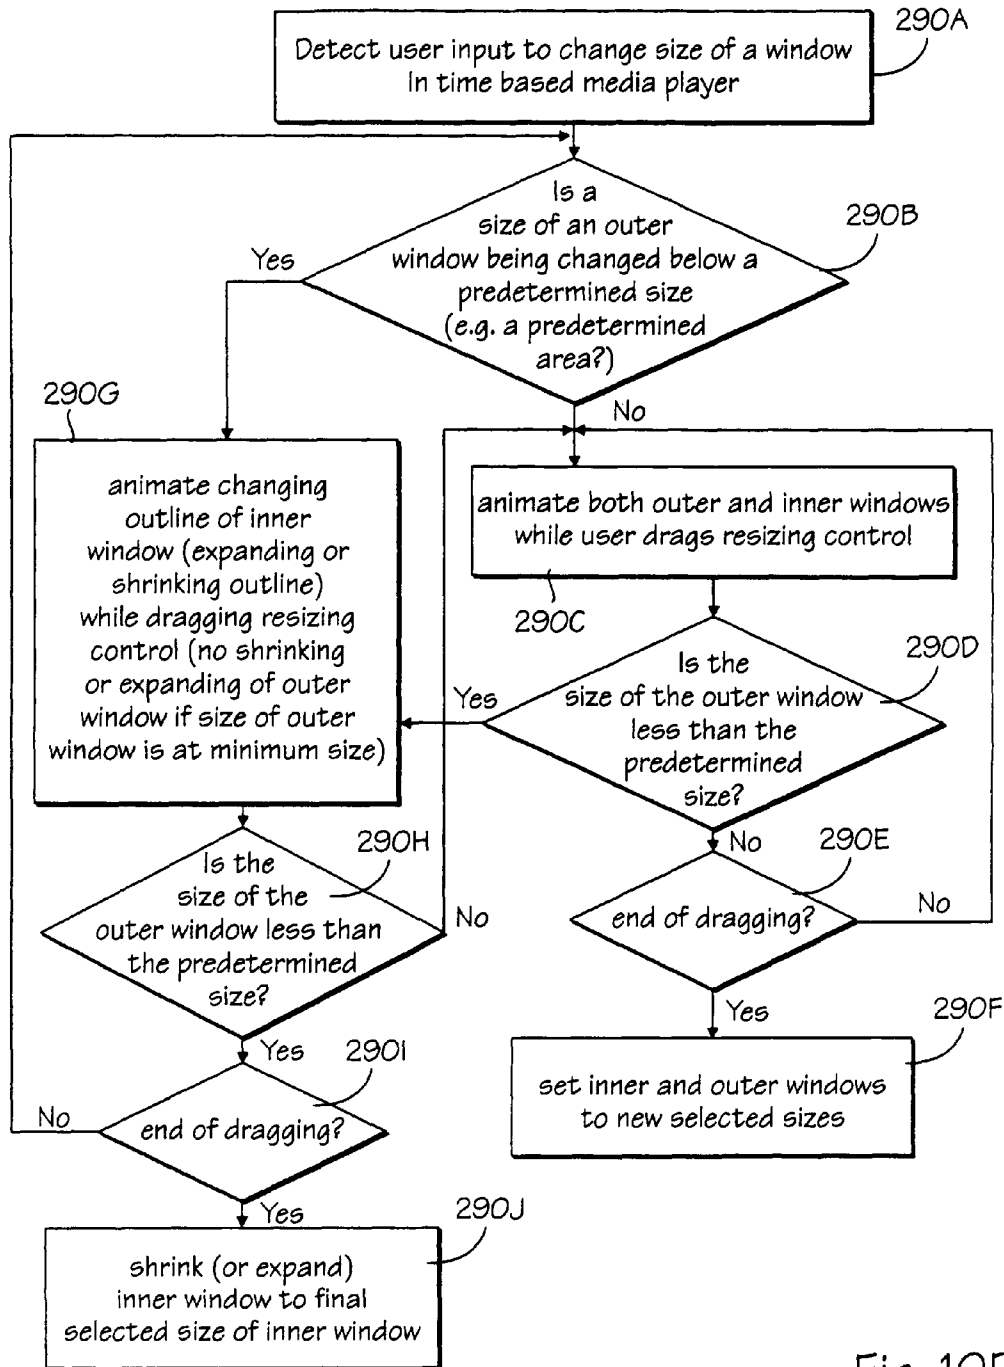 290A
Detect user input to change size of a window
In time based media player
Is a
size of an outer
window being changed below a
predetermined size
(e.g. a predetermined
area?)
290B
Yes
No
290G
animate changing
outline of inner
window (expanding or
shrinking outline)
while dragging resizing
control (no shrinking
or expanding of outer
window if size of outer
window is at minimum size)
animate both outer and inner windows
while user drags resizing control
290C
290D
Is the
size of the outer window
less than the
predetermined
size?
Yes
No
290H
Is the
size of the
outer window less than
the predetermined
size?
No
Yes
290E
end of dragging?
No
Yes
290F
set inner and outer windows
to new selected sizes
290I
end of dragging?
No
Yes
290J
shrink (or expand)
inner window to final
selected size of inner window